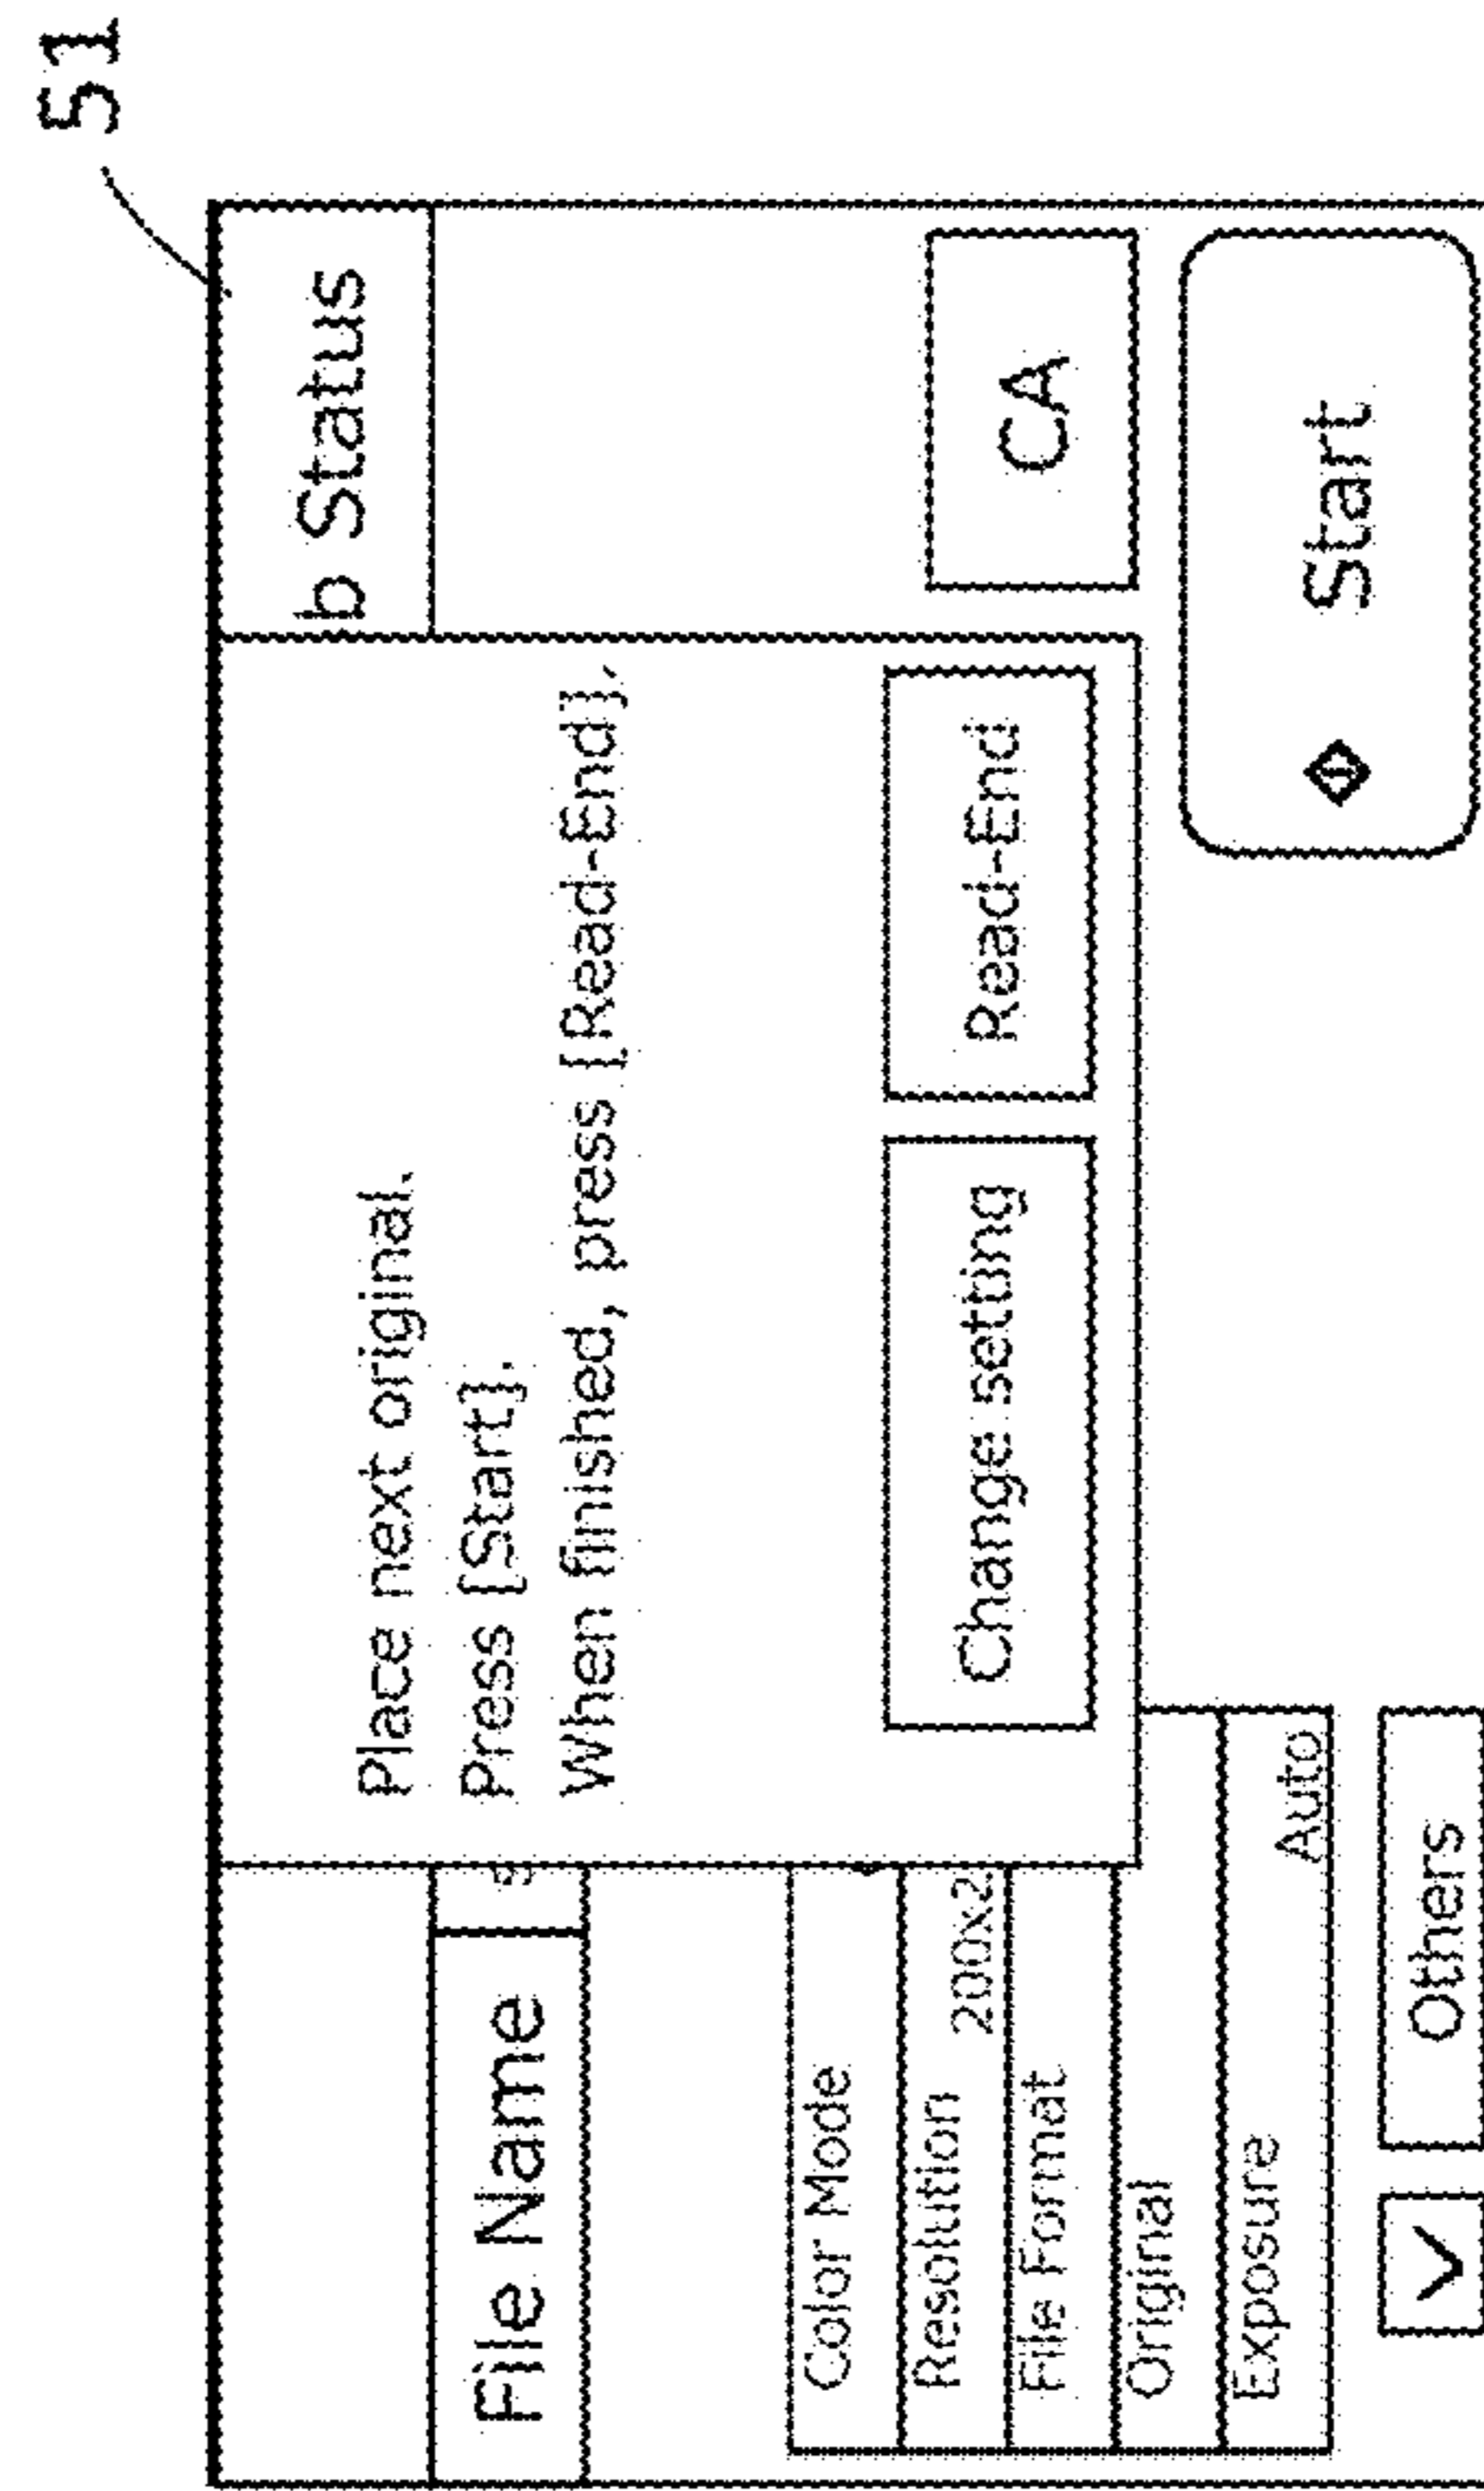 51
b Status
Place next original.
Press [Start].
When finished, press [Read-End].
File Name
Color Mode
Resolution 200x2
File Format
Original
Exposure Auto
Change setting
Read-End
CA
Others
Start